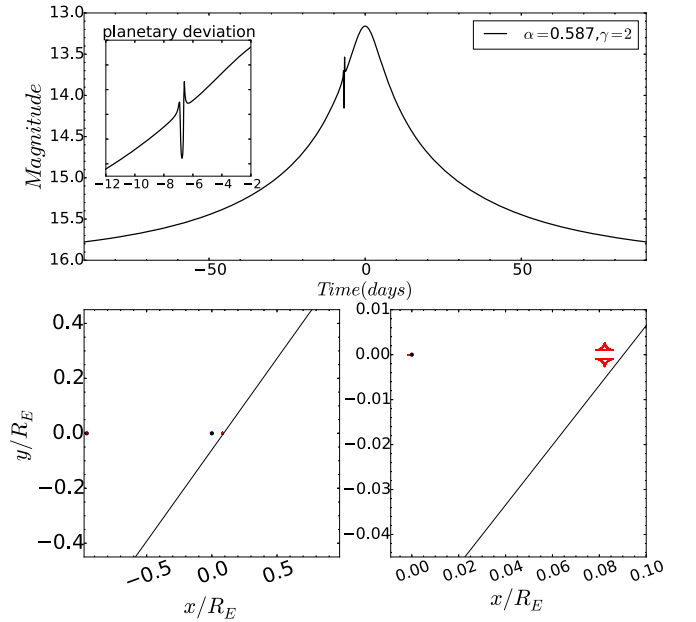 α=0.587,γ=2
planetary deviation
13.0
13.5
14.0
14.5
15.0
15.5
16.0
Magnitude
−12 −10 −8 −6 −4 −2
−50 0 50
Time(days)
0.4
0.2
0.0
−0.2
−0.4
y/R_E
−0.5 0.0 0.5
x/R_E
0.01
0.00
−0.01
−0.02
−0.03
−0.04
0.00 0.02 0.04 0.06 0.08 0.10
x/R_E